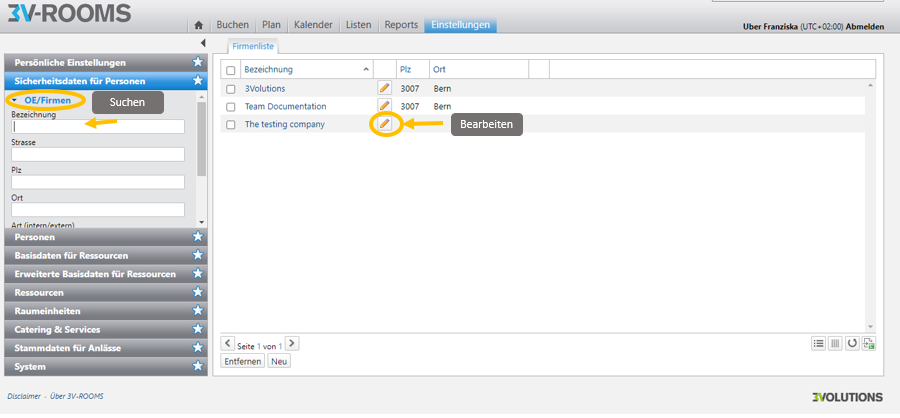 3V-ROOMS
Buchen Plan Kalender Listen Reports Einstellungen
Uber Franziska (UTC+02:00) Abmelden
Persönliche Einstellungen
Sicherheitsdaten für Personen
OE/Firmen
Suchen
Bezeichnung
Strasse
Plz
Ort
Art (intern/extern)
Personen
Basisdaten für Ressourcen
Erweiterte Basisdaten für Ressourcen
Ressourcen
Raumeinheiten
Catering & Services
Stammdaten für Anlässe
System
Firmenliste
Bezeichnung Plz Ort
3Volutions 3007 Bern
Team Documentation 3007 Bern
The testing company
Bearbeiten
Seite 1 von 1
Entfernen Neu
Disclaimer - Über 3V-ROOMS
3VOLUTIONS